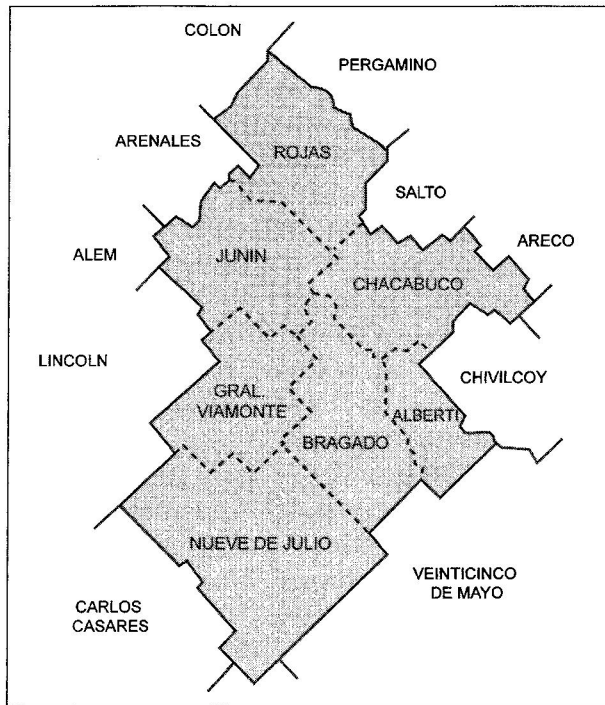 COLON
PERGAMINO
ARENALES
ROJAS
SALTO
ALEM
JUNIN
ARECO
CHACABUCO
LINCOLN
CHIVILCOY
GRAL.
VIAMONTE
ALBERTI
BRAGADO
NUEVE DE JULIO
VEINTICINCO
DE MAYO
CARLOS
CASARES